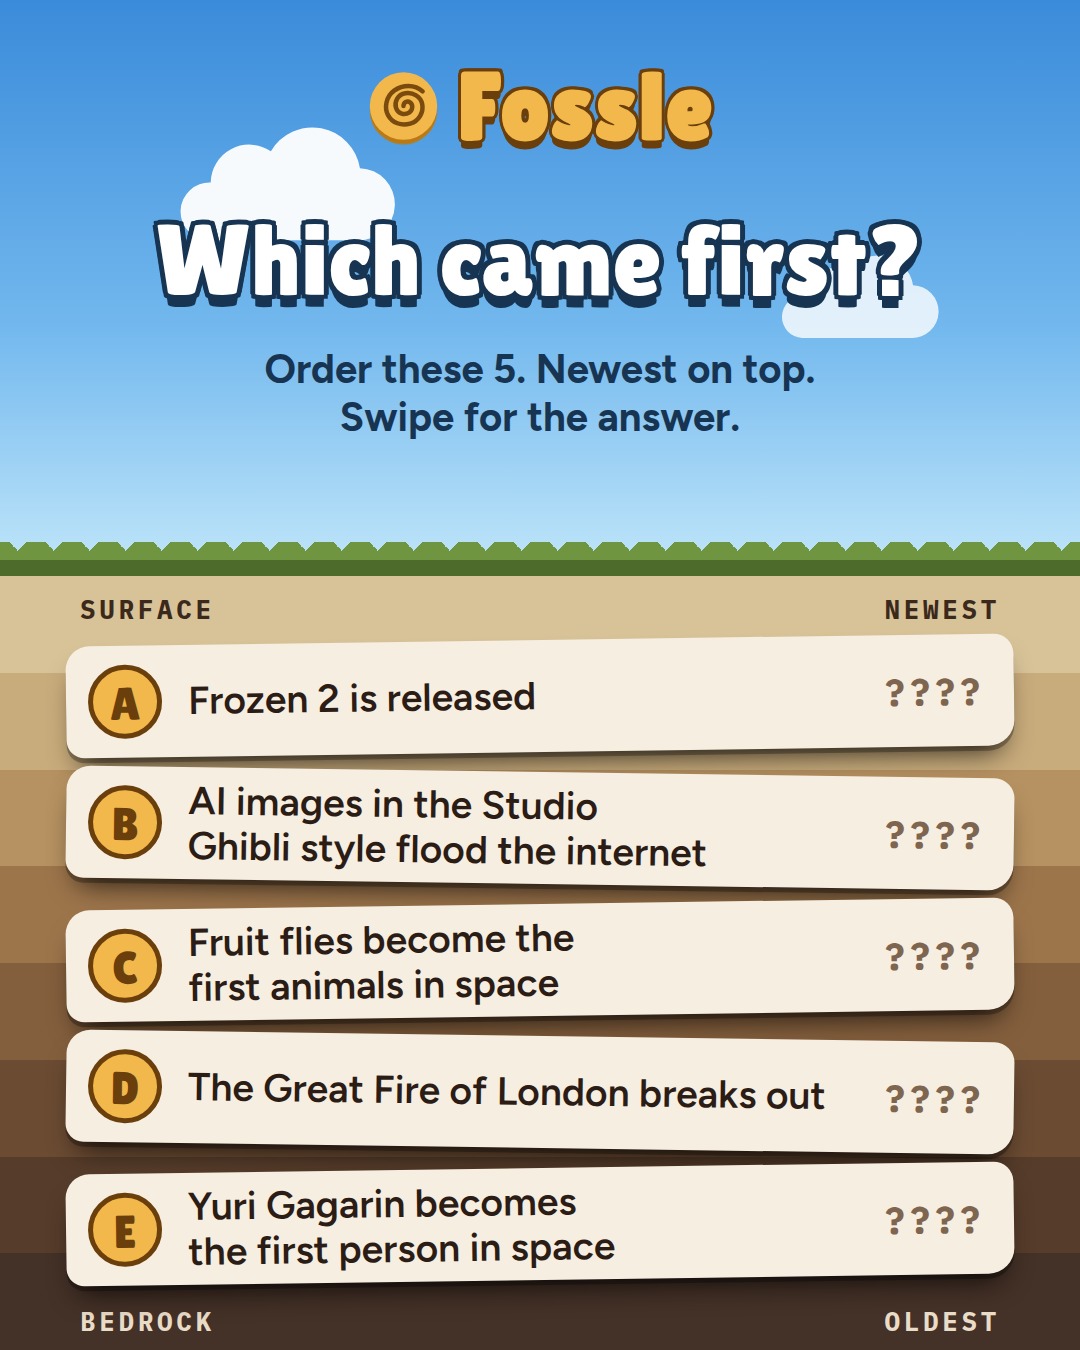 Fossle
Which came first?
Order these 5. Newest on top.
Swipe for the answer.
SURFACE
NEWEST
A
Frozen 2 is released
????
B
AI images in the Studio
Ghibli style flood the internet
????
C
Fruit flies become the
first animals in space
????
D
The Great Fire of London breaks out
????
E
Yuri Gagarin becomes
the first person in space
????
BEDROCK
OLDEST